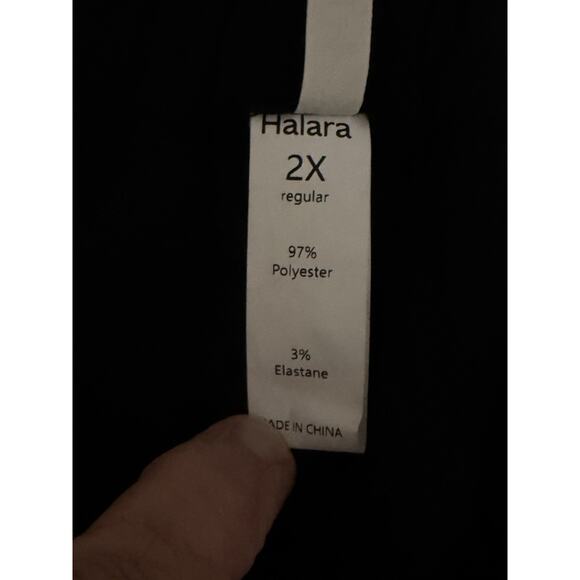 Halara
2X
regular
97%
Polyester
3%
Elastane
ADE IN CHINA